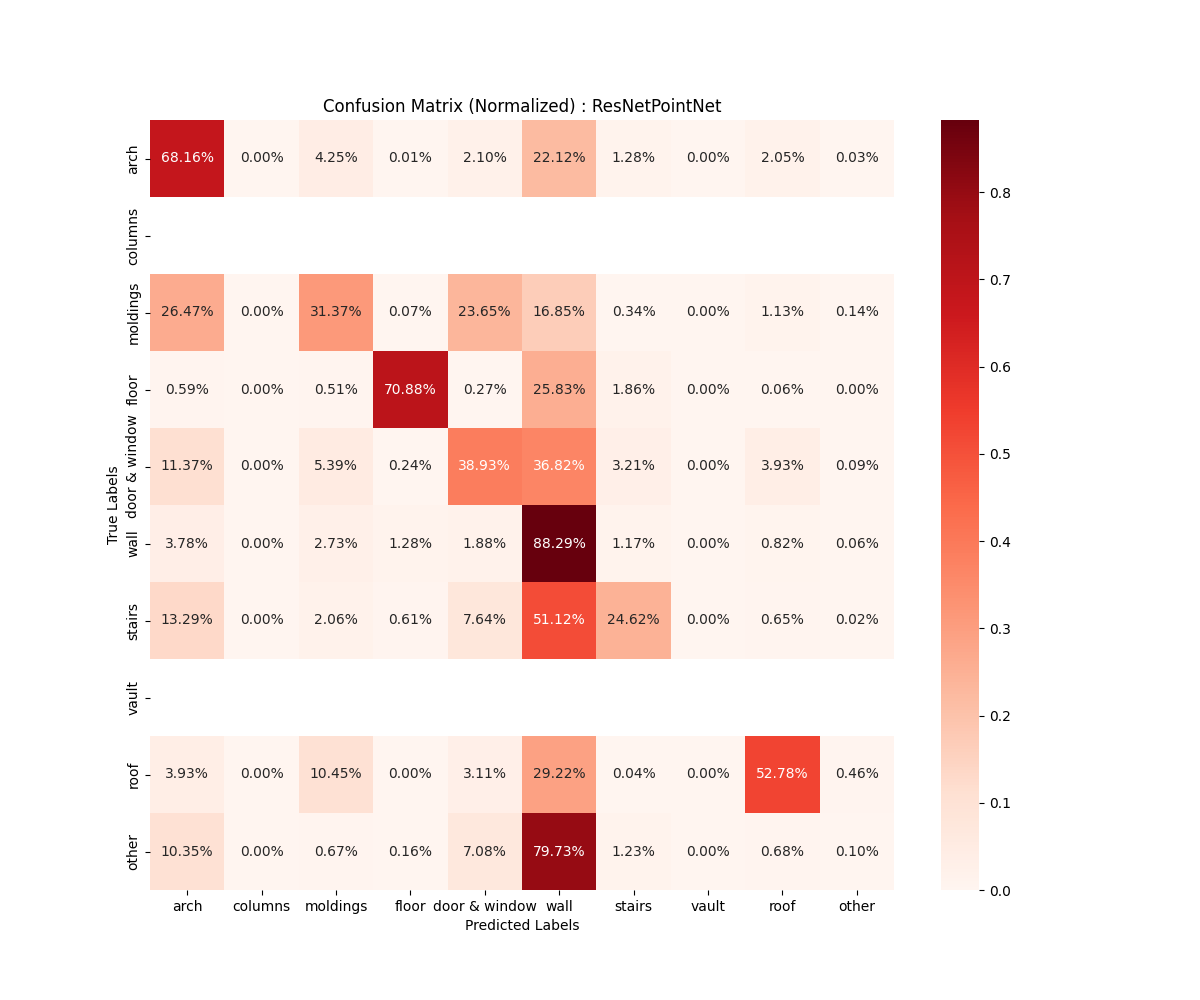 Confusion Matrix (Normalized) : ResNetPointNet
arch 68.16% 0.00% 4.25% 0.01% 2.10% 22.12% 1.28% 0.00% 2.05% 0.03%
columns
moldings 26.47% 0.00% 31.37% 0.07% 23.65% 16.85% 0.34% 0.00% 1.13% 0.14%
floor 0.59% 0.00% 0.51% 70.88% 0.27% 25.83% 1.86% 0.00% 0.06% 0.00%
door & window 11.37% 0.00% 5.39% 0.24% 38.93% 36.82% 3.21% 0.00% 3.93% 0.09%
wall 3.78% 0.00% 2.73% 1.28% 1.88% 88.29% 1.17% 0.00% 0.82% 0.06%
stairs 13.29% 0.00% 2.06% 0.61% 7.64% 51.12% 24.62% 0.00% 0.65% 0.02%
vault
roof 3.93% 0.00% 10.45% 0.00% 3.11% 29.22% 0.04% 0.00% 52.78% 0.46%
other 10.35% 0.00% 0.67% 0.16% 7.08% 79.73% 1.23% 0.00% 0.68% 0.10%
arch columns moldings floor door & window wall stairs vault roof other
Predicted Labels
True Labels
0.8
0.7
0.6
0.5
0.4
0.3
0.2
0.1
0.0